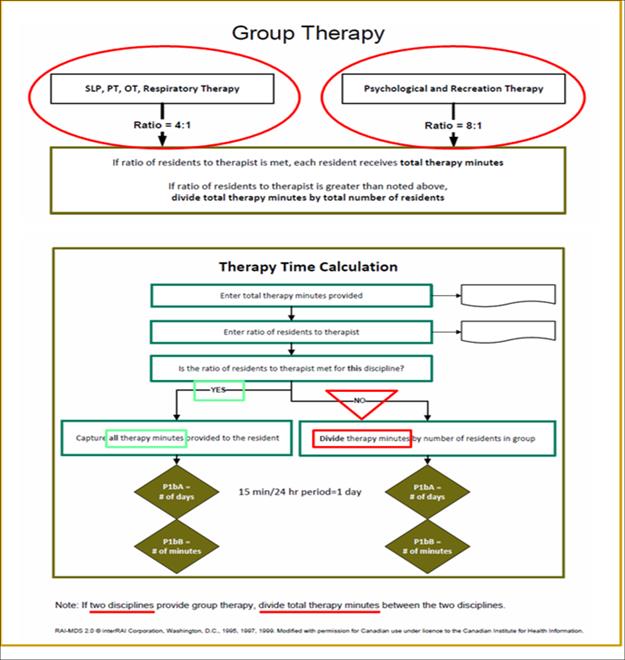 Group Therapy
SLP, PT, OT, Respiratory Therapy
Psychological and Recreation Therapy
Ratio = 4:1
Ratio = 8:1
If ratio of residents to therapist is met, each resident receives total therapy minutes
If ratio of residents to therapist is greater than noted above,
divide total therapy minutes by total number of residents
Therapy Time Calculation
Enter total therapy minutes provided
Enter ratio of residents to therapist
Is the ratio of residents to therapist met for this discipline?
YES
NO
Capture all therapy minutes provided to the resident
Divide therapy minutes by number of residents in group
P1bA =
# of days
15 min/24 hr period=1 day
P1bA =
# of days
P1bB =
# of minutes
P1bB =
# of minutes
Note: If two disciplines provide group therapy, divide total therapy minutes between the two disciplines.
RAI-MDS 2.0 © interRAI Corporation, Washington, D.C., 1995, 1997, 1999. Modified with permission for Canadian use under licence to the Canadian Institute for Health Information.